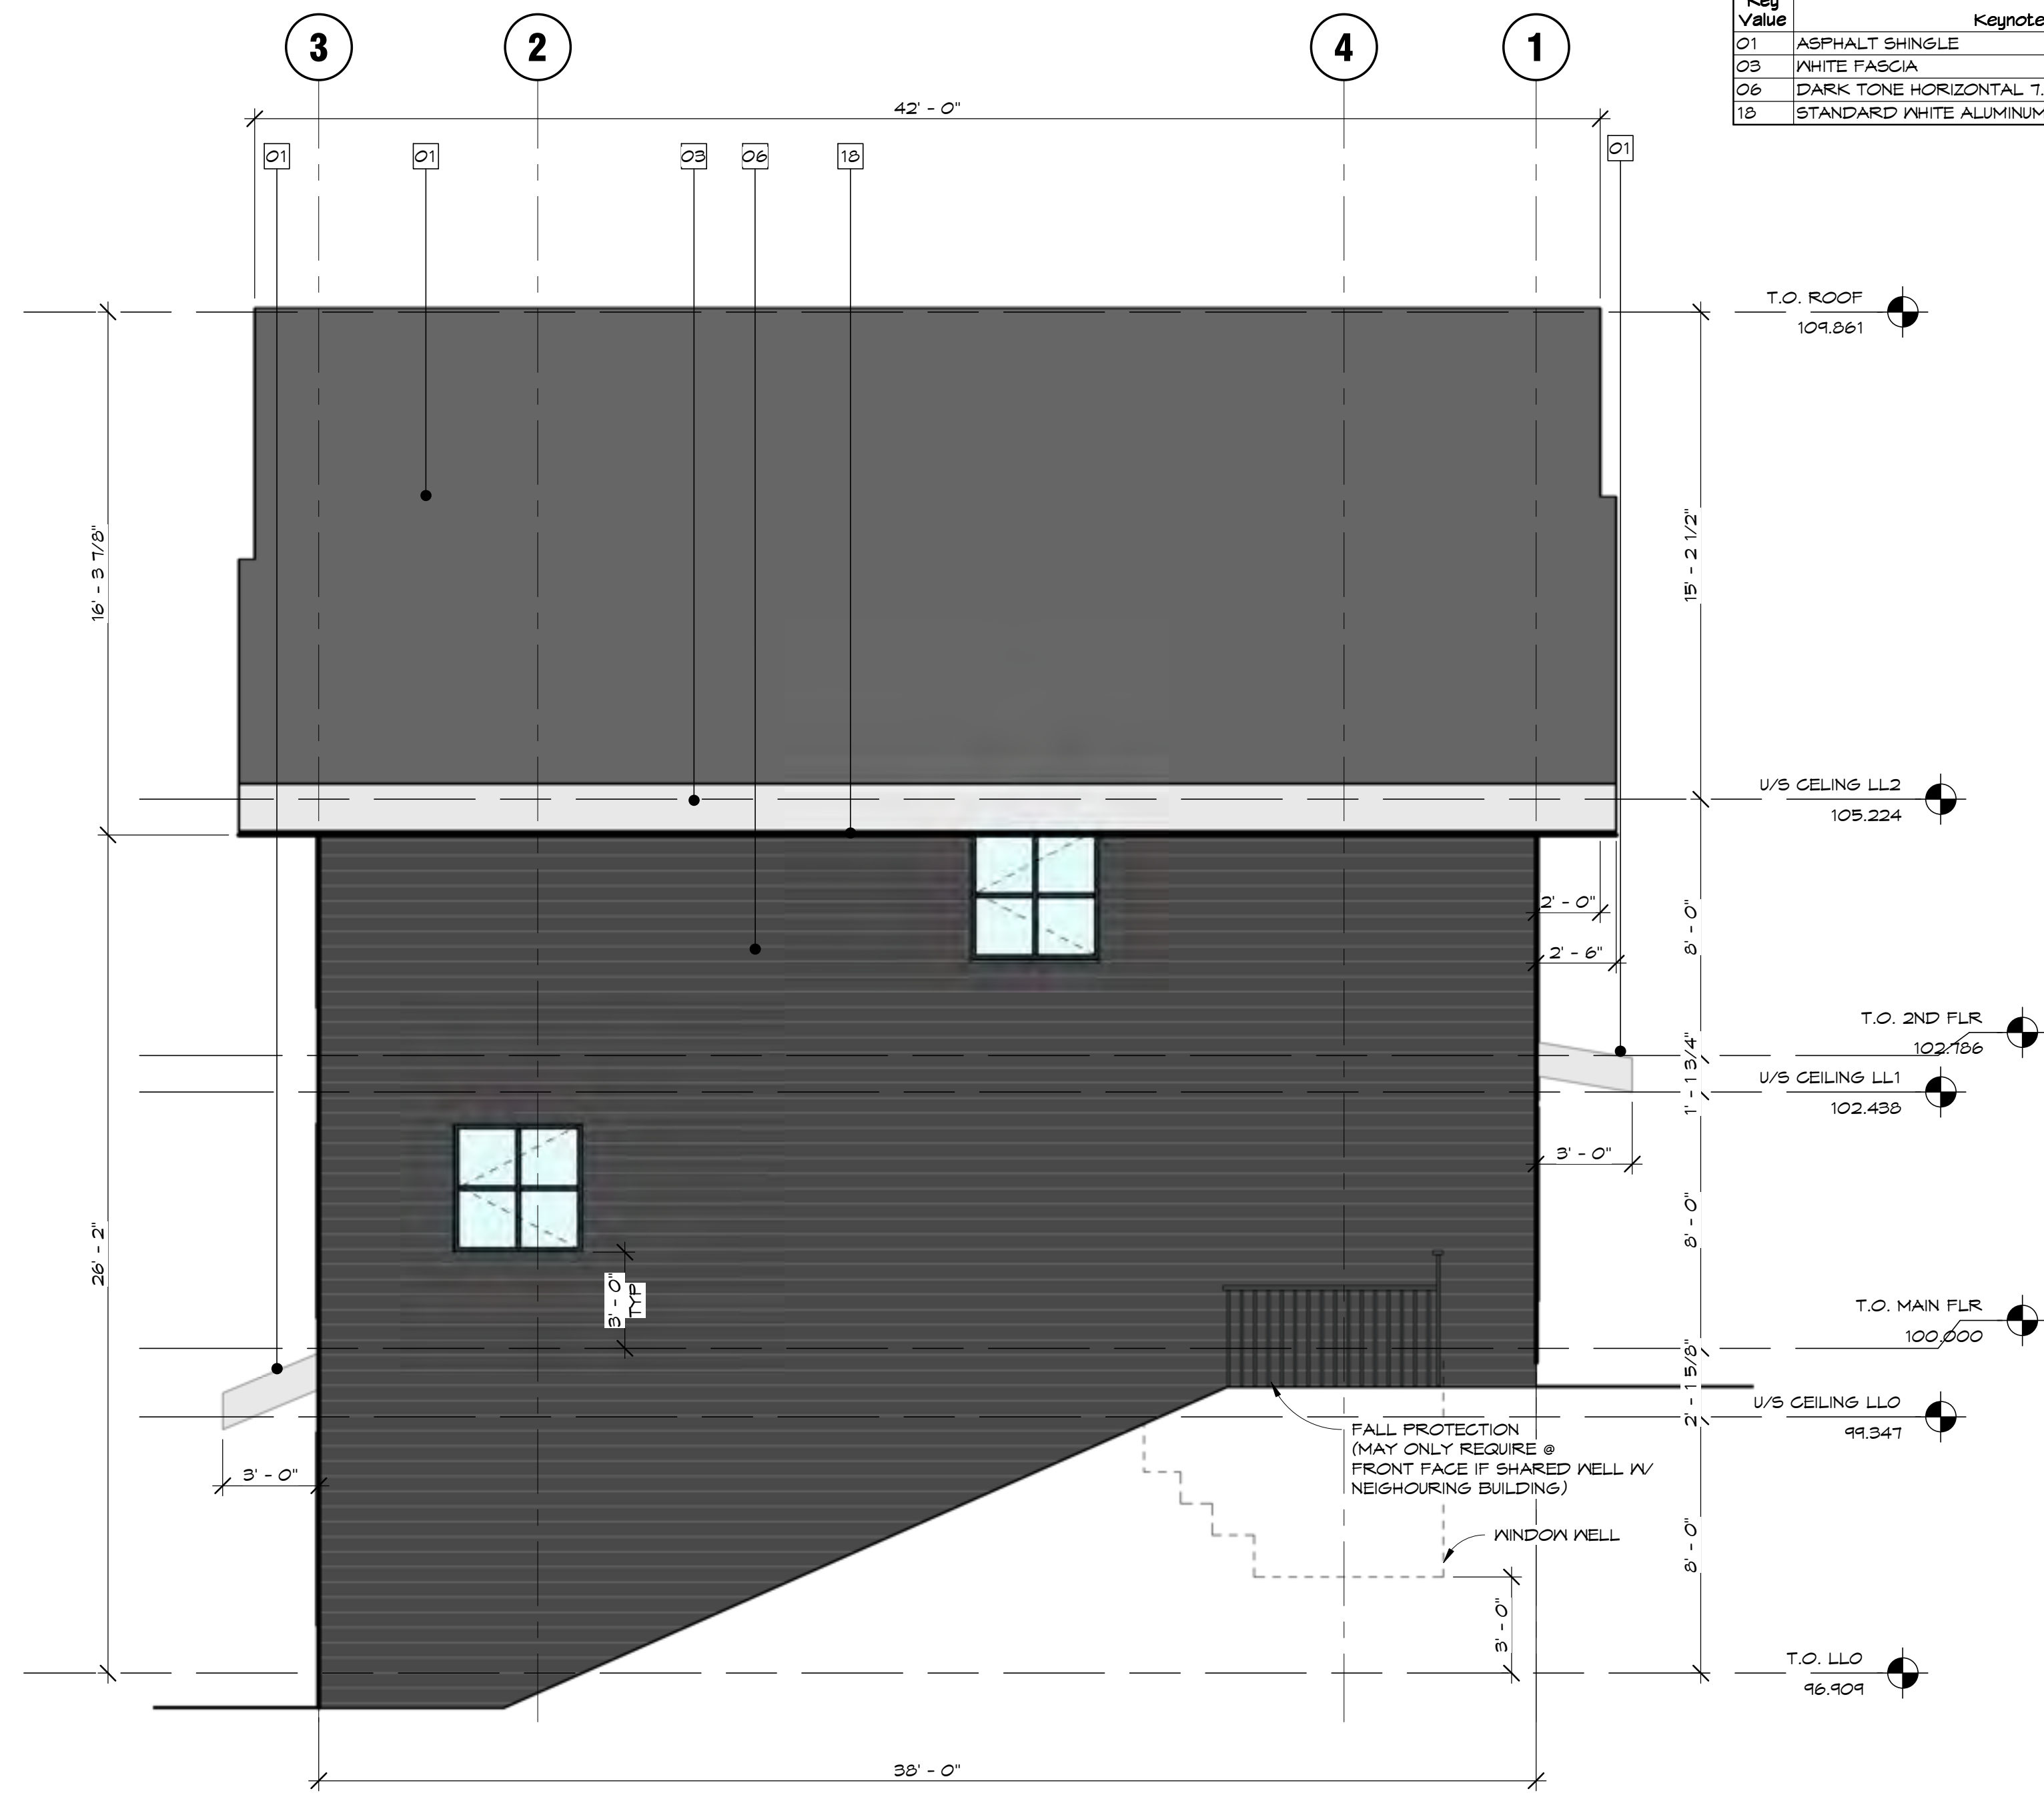 3
2
4
1
Key
Value
Keynote
01 ASPHALT SHINGLE
03 WHITE FASCIA
06 DARK TONE HORIZONTAL 7.
18 STANDARD WHITE ALUMINUM
42' - 0"
01
01
03
06
18
01
T.O. ROOF
109.861
16' - 3 7/8"
15' - 2 1/2"
U/S CELING LL2
105.224
2' - 0"
8' - 0"
2' - 6"
T.O. 2ND FLR
102.786
1' - 1 3/4"
U/S CEILING LL1
102.438
3' - 0"
8' - 0"
26' - 2"
3' - 0"
TYP
T.O. MAIN FLR
100.000
2' - 1 5/8"
U/S CEILING LLO
99.347
FALL PROTECTION
(MAY ONLY REQUIRE @
FRONT FACE IF SHARED WELL W/
NEIGHOURING BUILDING)
3' - 0"
WINDOW WELL
8' - 0"
3' - 0"
T.O. LLO
96.909
38' - 0"